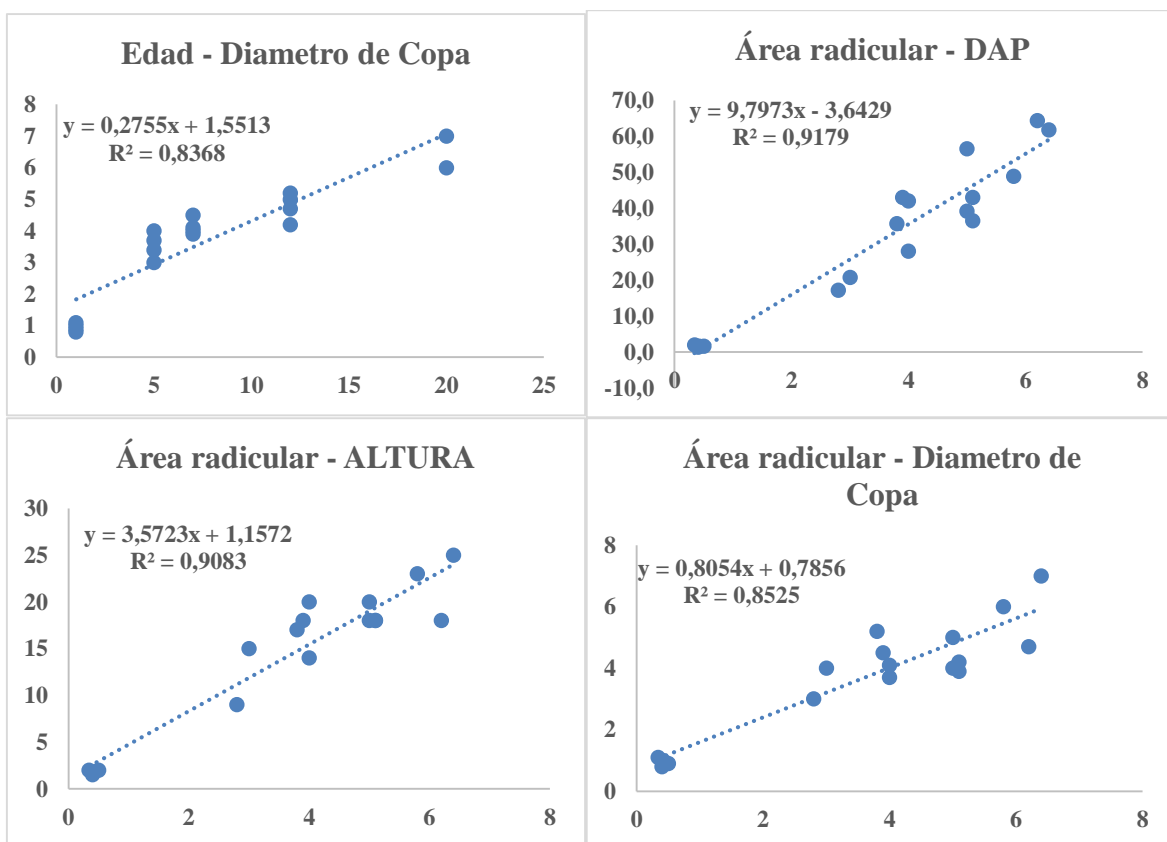 Edad - Diametro de Copa
y = 0,2755x + 1,5513
R² = 0,8368
8
7
6
5
4
3
2
1
0
0 5 10 15 20 25
Área radicular - DAP
y = 9,7973x - 3,6429
R² = 0,9179
70,0
60,0
50,0
40,0
30,0
20,0
10,0
0,0
-10,0
0 2 4 6 8
Área radicular - ALTURA
y = 3,5723x + 1,1572
R² = 0,9083
30
25
20
15
10
5
0
0 2 4 6 8
Área radicular - Diametro de
Copa
y = 0,8054x + 0,7856
R² = 0,8525
8
6
4
2
0
0 2 4 6 8